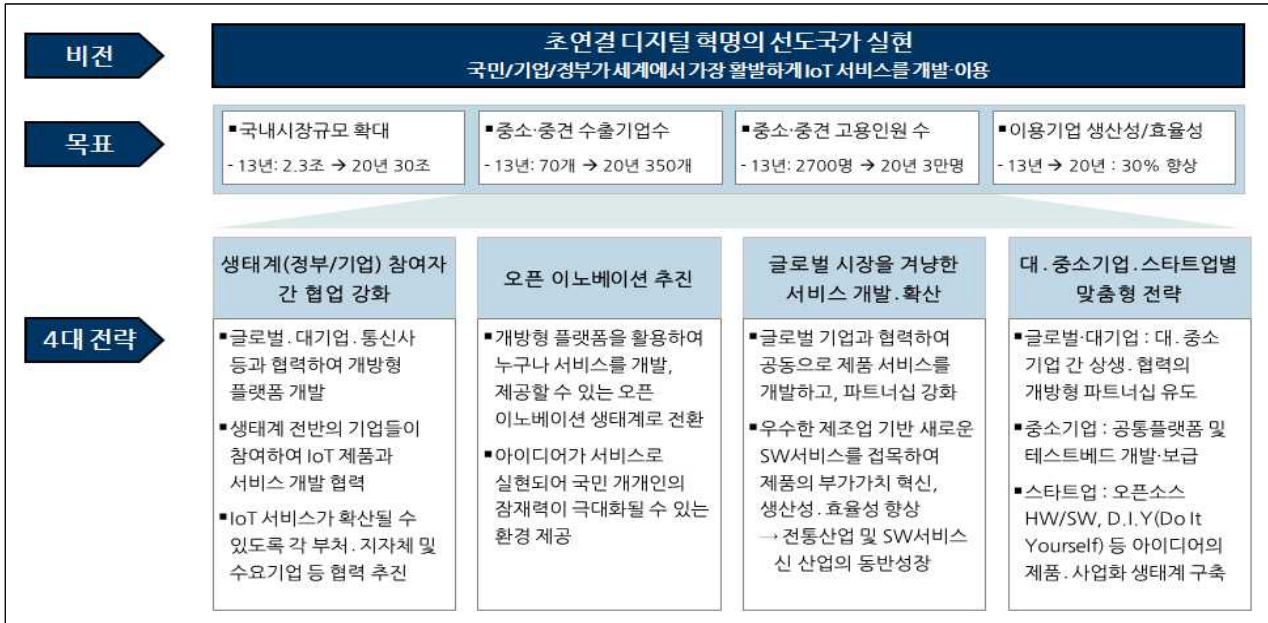 비전
초연결 디지털 혁명의 선도국가 실현
국민/기업/정부가 세계에서 가장 활발하게 IoT 서비스를 개발·이용
목표
▪국내시장규모 확대
- 13년: 2.3조 → 20년 30조
▪중소·중견 수출기업수
- 13년: 70개 → 20년 350개
▪중소·중견 고용인원 수
- 13년: 2700명 → 20년 3만명
▪이용기업 생산성/효율성
- 13년 → 20년 : 30% 향상
4대 전략
생태계(정부/기업) 참여자
간 협업 강화
▪글로벌.대기업.통신사
등과 협력하여 개방형
플랫폼 개발
▪생태계 전반의 기업들이
참여하여 IoT 제품과
서비스 개발 협력
▪IoT 서비스가 확산될 수
있도록 각 부처.지자체 및
수요기업 등 협력 추진
오픈 이노베이션 추진
▪개방형 플랫폼을 활용하여
누구나 서비스를 개발,
제공할 수 있는 오픈
이노베이션 생태계로 전환
▪아이디어가 서비스로
실현되어 국민 개개인의
잠재력이 극대화될 수 있는
환경 제공
글로벌 시장을 겨냥한
서비스 개발.확산
▪글로벌 기업과 협력하여
공동으로 제품 서비스를
개발하고, 파트너십 강화
▪우수한 제조업 기반 새로운
SW서비스를 접목하여
제품의 부가가치 혁신,
생산성.효율성 향상
→ 전통산업 및 SW서비스
신 산업의 동반성장
대.중소기업.스타트업별
맞춤형 전략
▪글로벌·대기업 : 대.중소
기업 간 상생.협력의
개방형 파트너십 유도
▪중소기업 : 공통플랫폼 및
테스트베드 개발·보급
▪스타트업 : 오픈소스
HW/SW, D.I.Y(Do It
Yourself) 등 아이디어의
제품.사업화 생태계 구축